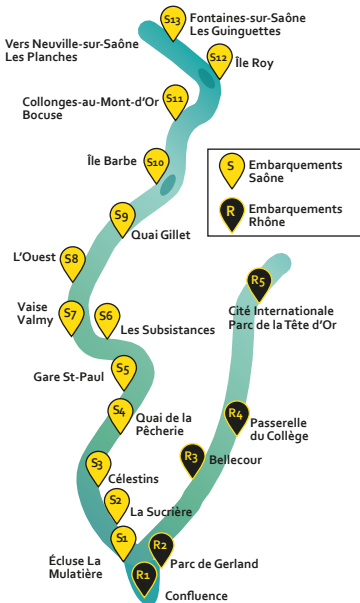 S13
Fontaines-sur-Saône
Les Guinguettes
Vers Neuville-sur-Saône
Les Planches
S12
Île Roy
Collonges-au-Mont-d'Or
Bocuse
S11
Île Barbe
S10
S
Embarquements
Saône
R
Embarquements
Rhône
S9
Quai Gillet
L'Ouest
S8
Vaise
Valmy
S7
S6
Les Subsistances
R5
Cité Internationale
Parc de la Tête d'Or
Gare St-Paul
S5
S4
Quai de la
Pêcherie
R4
Passerelle
du Collège
S3
Célestins
R3
Bellecour
S2
La Sucrière
S1
Écluse La
Mulatière
R2
Parc de Gerland
R1
Confluence